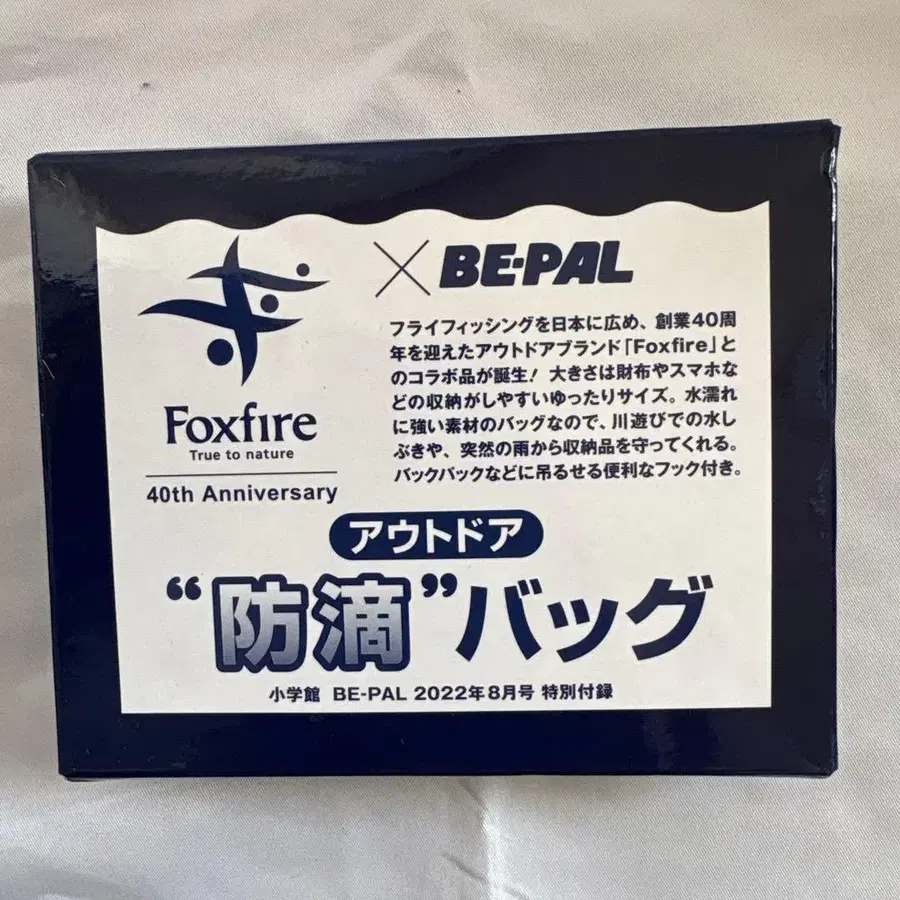 Foxfire
True to nature
40th Anniversary
×BE-PAL
フライフィッシングを日本に広め、創業40周
年を迎えたアウトドアブランド「Foxfire」と
のコラボ品が誕生！大きさは財布やスマホな
どの収納がしやすいゆったりサイズ。水濡れ
に強い素材のバッグなので、川遊びでの水し
ぶきや、突然の雨から収納品を守ってくれる。
バックパックなどに吊るせる便利なフック付き。
アウトドア
“防滴”バッグ
小学館 BE-PAL 2022年8月号 特別付録